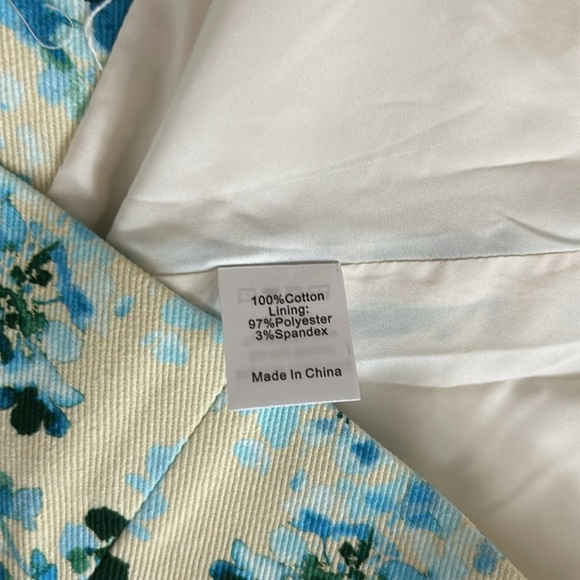 100%Cotton
Lining:
97%Polyester
3%Spandex
Made In China